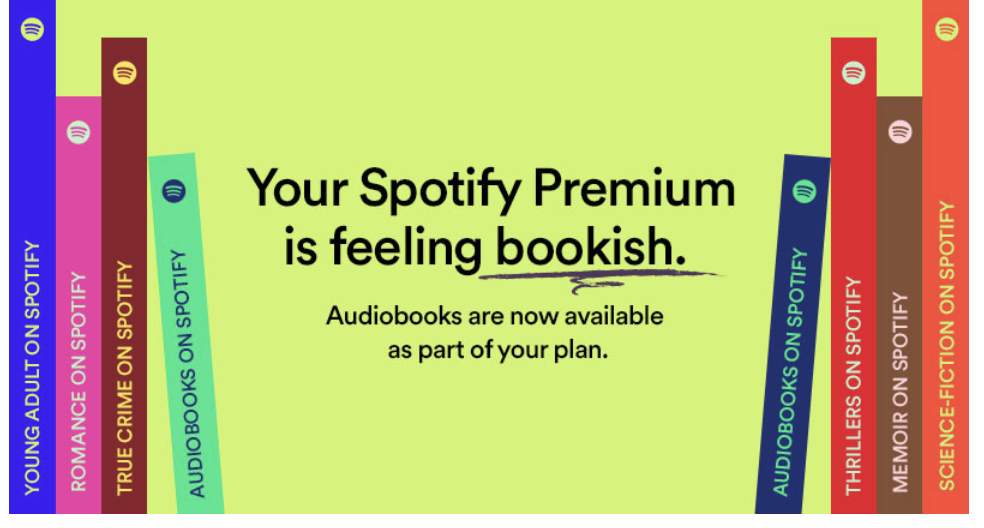 YOUNG ADULT ON SPOTIFY
ROMANCE ON SPOTIFY
TRUE CRIME ON SPOTIFY
AUDIOBOOKS ON SPOTIFY
Your Spotify Premium
is feeling bookish.
Audiobooks are now available
as part of your plan.
AUDIOBOOKS ON SPOTIFY
THRILLERS ON SPOTIFY
MEMOIR ON SPOTIFY
SCIENCE-FICTION ON SPOTIFY